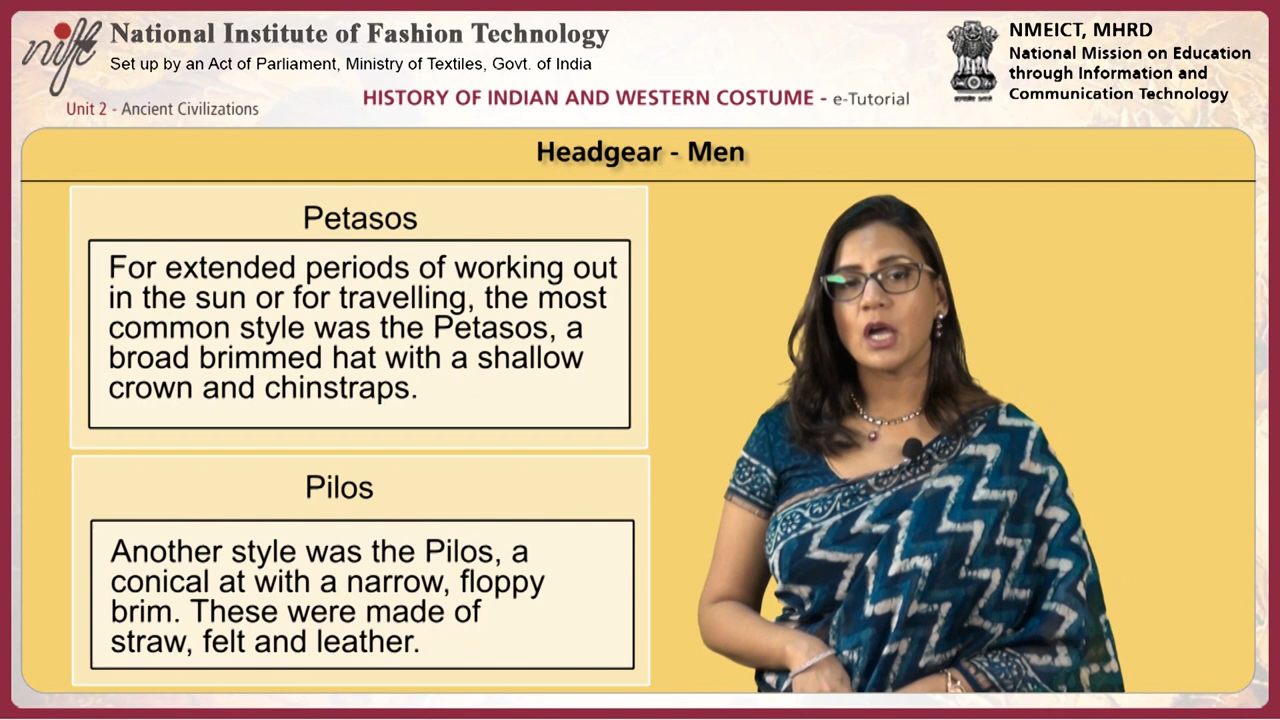 nift
National Institute of Fashion Technology
Set up by an Act of Parliament, Ministry of Textiles, Govt. of India
NMEICT, MHRD
National Mission on Education
through Information and
Communication Technology
Unit 2 - Ancient Civilizations
HISTORY OF INDIAN AND WESTERN COSTUME - e-Tutorial
Headgear - Men
Petasos
For extended periods of working out
in the sun or for travelling, the most
common style was the Petasos, a
broad brimmed hat with a shallow
crown and chinstraps.
Pilos
Another style was the Pilos, a
conical at with a narrow, floppy
brim. These were made of
straw, felt and leather.